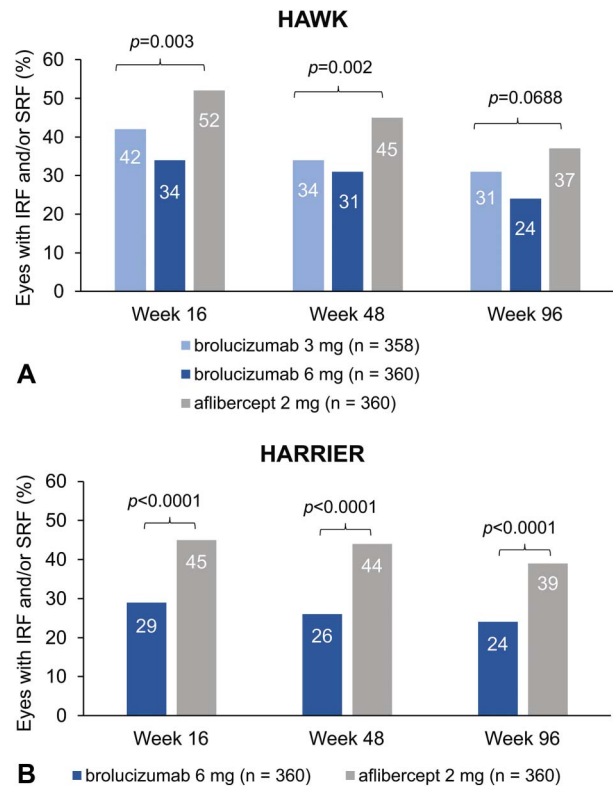 HAWK
Eyes with IRF and/or SRF (%)
60
50
40
30
20
10
0
p=0.003
p=0.002
p=0.0688
42
34
52
34
31
45
31
24
37
Week 16
Week 48
Week 96
brolucizumab 3 mg (n = 358)
brolucizumab 6 mg (n = 360)
aflibercept 2 mg (n = 360)
A
HARRIER
Eyes with IRF and/or SRF (%)
60
50
40
30
20
10
0
p<0.0001
p<0.0001
p<0.0001
29
45
26
44
24
39
Week 16
Week 48
Week 96
B
brolucizumab 6 mg (n = 360)
aflibercept 2 mg (n = 360)